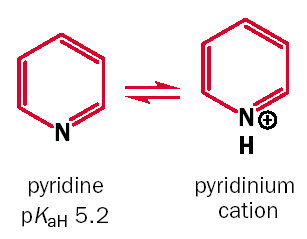 N
N⊕
H
pyridine
pKaH 5.2
pyridinium
cation